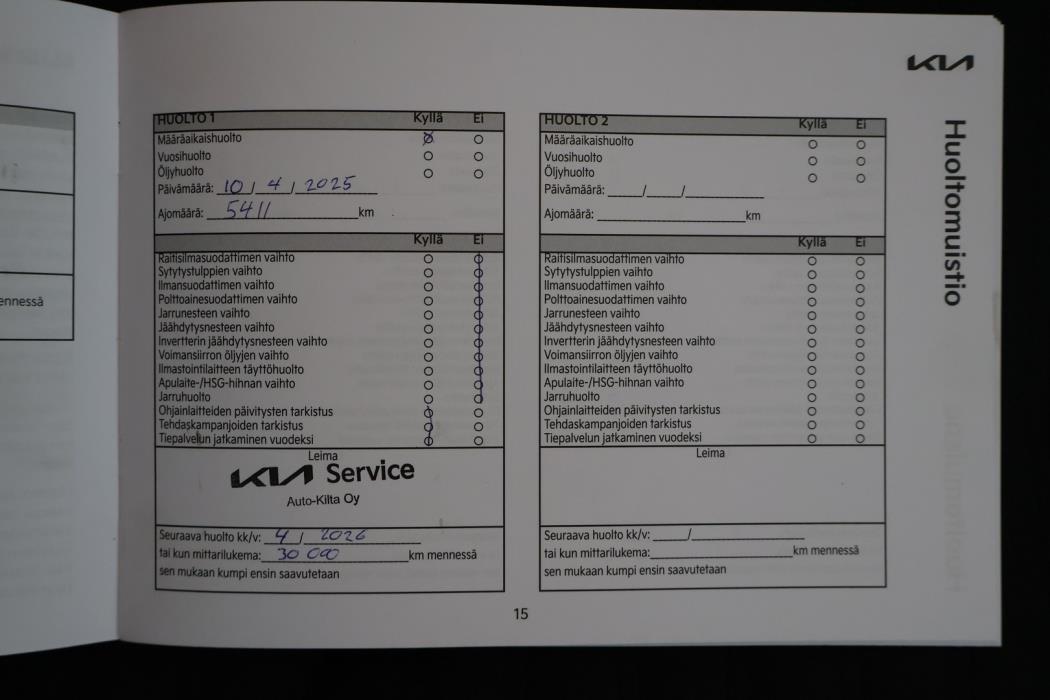 KIA
Huoltomuistio
HUOLTO 1 Kyllä Ei
Määräaikaishuolto
Vuosihuolto
Öljyhuolto
Päivämäärä: 10 / 4 / 2025
Ajomäärä: 5411 km
Kyllä Ei
Raitisilmasuodattimen vaihto
Sytytystulppien vaihto
Ilmansuodattimen vaihto
Polttoainesuodattimen vaihto
Jarrunesteen vaihto
Jäähdytysnesteen vaihto
Invertterin jäähdytysnesteen vaihto
Voimansiirron öljyjen vaihto
Ilmastointilaitteen täyttöhuolto
Apulaite-/HSG-hihnan vaihto
Jarruhuolto
Ohjainlaitteiden päivitysten tarkistus
Tehdaskampanjoiden tarkistus
Tiepalvelun jatkaminen vuodeksi
Leima
KIA Service
Auto-Kilta Oy
Seuraava huolto kk/v: 4 / 2026
tai kun mittarilukema: 30 000 km mennessä
sen mukaan kumpi ensin saavutetaan
HUOLTO 2 Kyllä Ei
Määräaikaishuolto
Vuosihuolto
Öljyhuolto
Päivämäärä: ____/____/________
Ajomäärä: ________ km
Kyllä Ei
Raitisilmasuodattimen vaihto
Sytytystulppien vaihto
Ilmansuodattimen vaihto
Polttoainesuodattimen vaihto
Jarrunesteen vaihto
Jäähdytysnesteen vaihto
Invertterin jäähdytysnesteen vaihto
Voimansiirron öljyjen vaihto
Ilmastointilaitteen täyttöhuolto
Apulaite-/HSG-hihnan vaihto
Jarruhuolto
Ohjainlaitteiden päivitysten tarkistus
Tehdaskampanjoiden tarkistus
Tiepalvelun jatkaminen vuodeksi
Leima
Seuraava huolto kk/v: ____/________
tai kun mittarilukema: ________ km mennessä
sen mukaan kumpi ensin saavutetaan
15